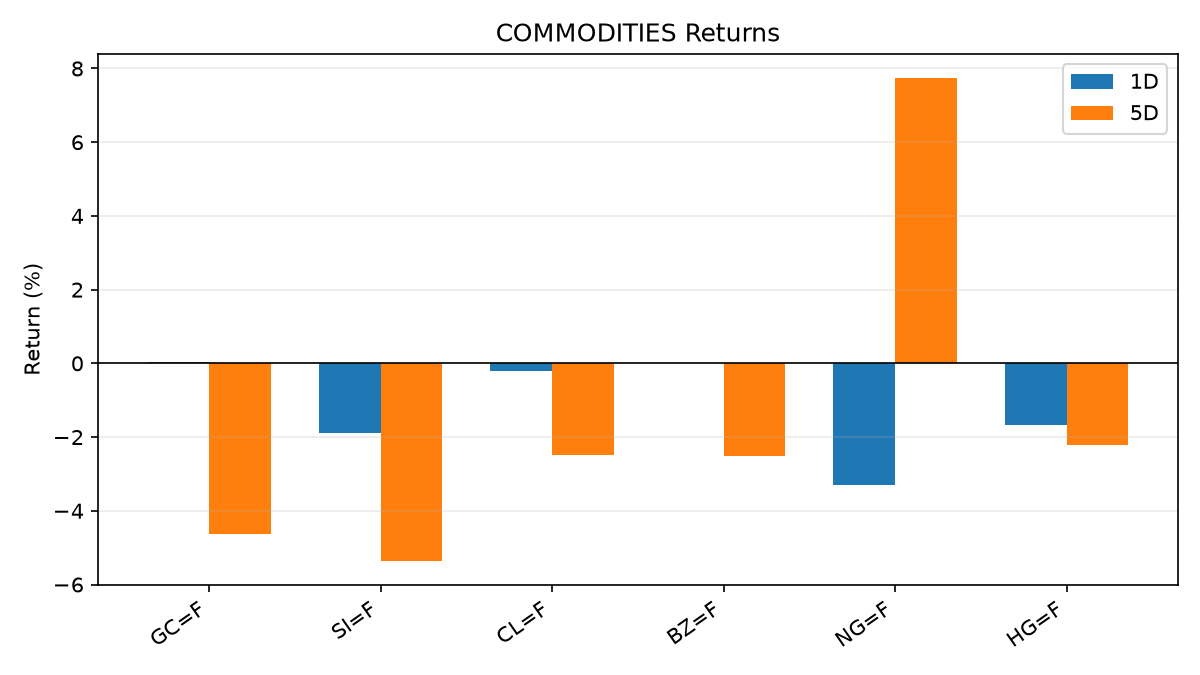 COMMODITIES Returns
1D
5D
Return (%)
8
6
4
2
0
−2
−4
−6
GC=F
SI=F
CL=F
BZ=F
NG=F
HG=F